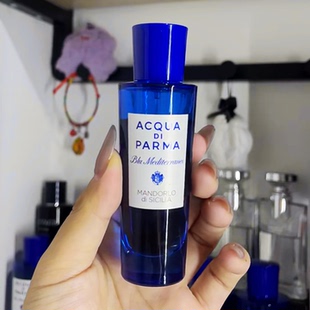 ACQUA
DI
PARMA
Blu Mediterraneo
MANDORLO
di SICILIA